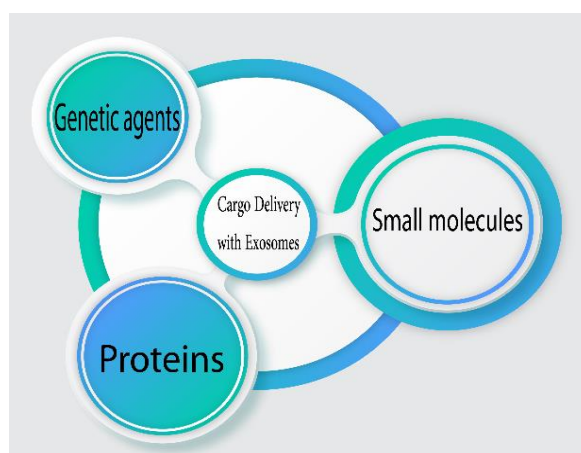 Genetic agents
Cargo Delivery
with Exosomes
Small molecules
Proteins